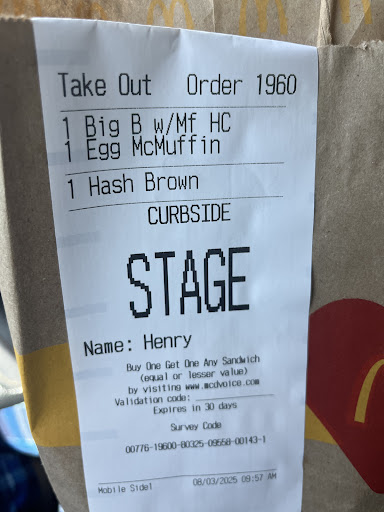 Take Out Order 1960
1 Big B w/Mf HC
1 Egg McMuffin
1 Hash Brown
CURBSIDE
STAGE
Name: Henry
Buy One Get One Any Sandwich
(equal or lesser value)
by visiting www.mcdvoice.com
Validation code:
Expires in 30 days
Survey Code
00776-19600-80325-09558-00143-1
Mobile Side1 08/03/2025 09:57 AM